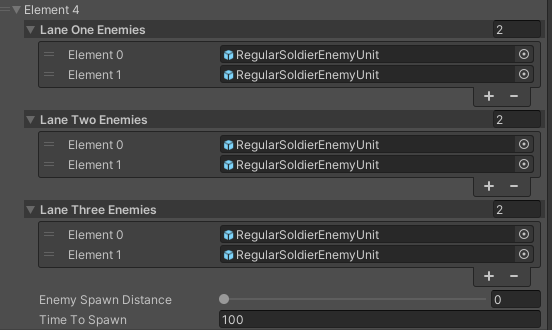 Element 4
Lane One Enemies 2
Element 0 RegularSoldierEnemyUnit
Element 1 RegularSoldierEnemyUnit
+ −
Lane Two Enemies 2
Element 0 RegularSoldierEnemyUnit
Element 1 RegularSoldierEnemyUnit
+ −
Lane Three Enemies 2
Element 0 RegularSoldierEnemyUnit
Element 1 RegularSoldierEnemyUnit
+ −
Enemy Spawn Distance 0
Time To Spawn 100